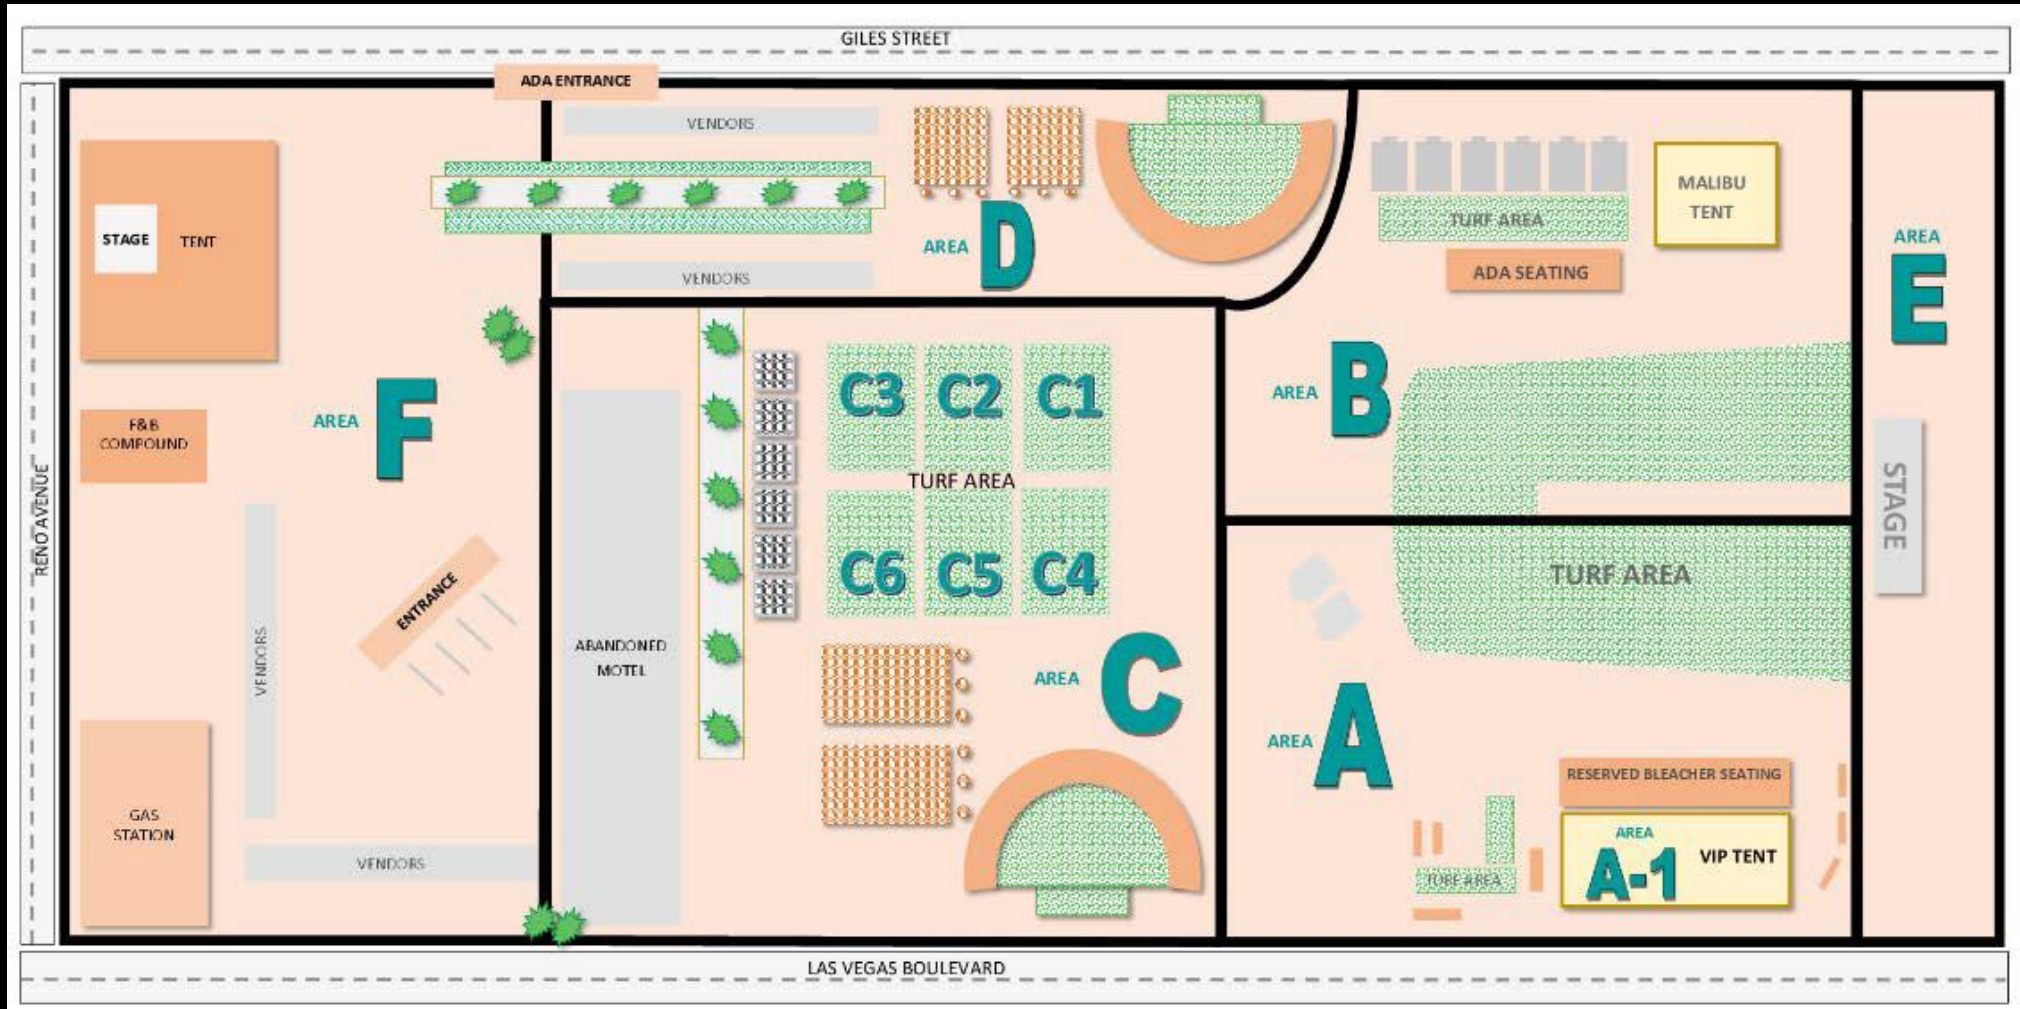 GILES STREET
ADA ENTRANCE
VENDORS
STAGE
TENT
AREA
D
VENDORS
TURF AREA
MALIBU
TENT
ADA SEATING
AREA
E
F&B
COMPOUND
AREA
F
C3
C2
C1
TURF AREA
C6
C5
C4
AREA
B
STAGE
RENO AVENUE
ENTRANCE
VENDORS
ABANDONED
MOTEL
AREA
C
TURF AREA
AREA
A
RESERVED BLEACHER SEATING
AREA
A-1
VIP TENT
TURF AREA
GAS
STATION
VENDORS
LAS VEGAS BOULEVARD